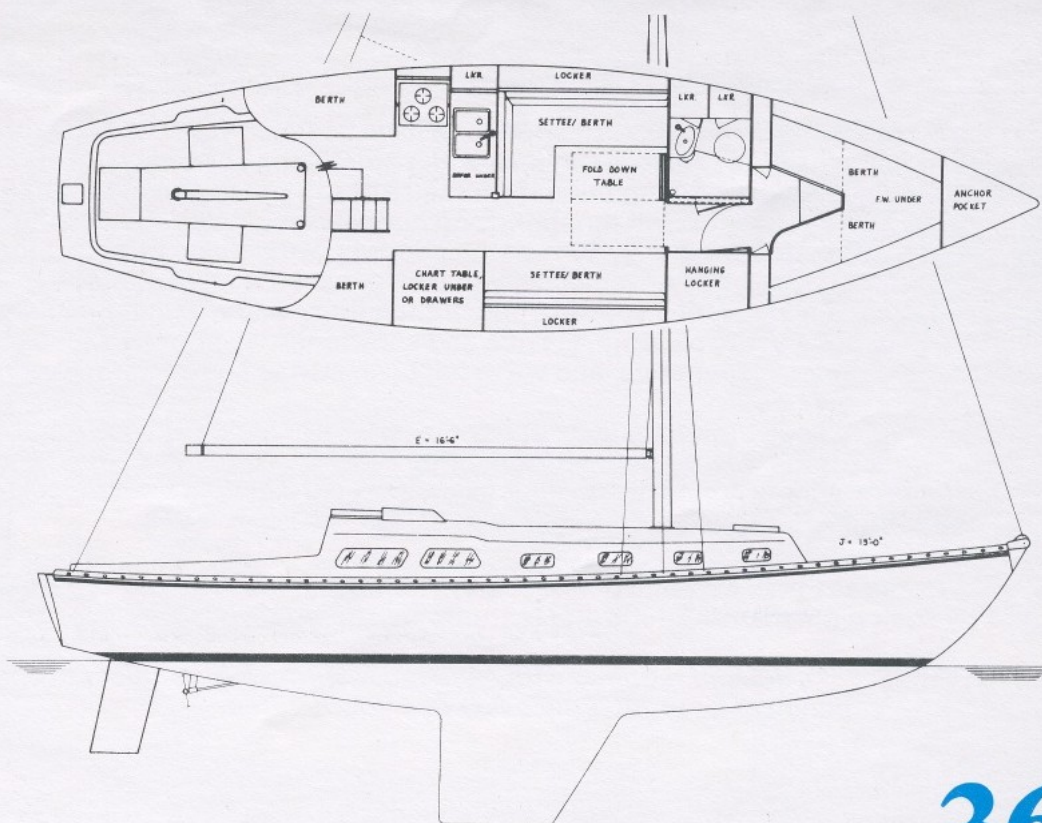 LKR.
LOCKER
BERTH
LKR
LKR.
SETTEE/ BERTH
FOLD DOWN
TABLE
BERTH
F.W. UNDER
ANCHOR
POCKET
BERTH
BERTH
CHART TABLE,
LOCKER UNDER
OR DRAWERS
SETTEE/ BERTH
HANGING
LOCKER
LOCKER
E = 16'-6"
J = 15'-0"
36